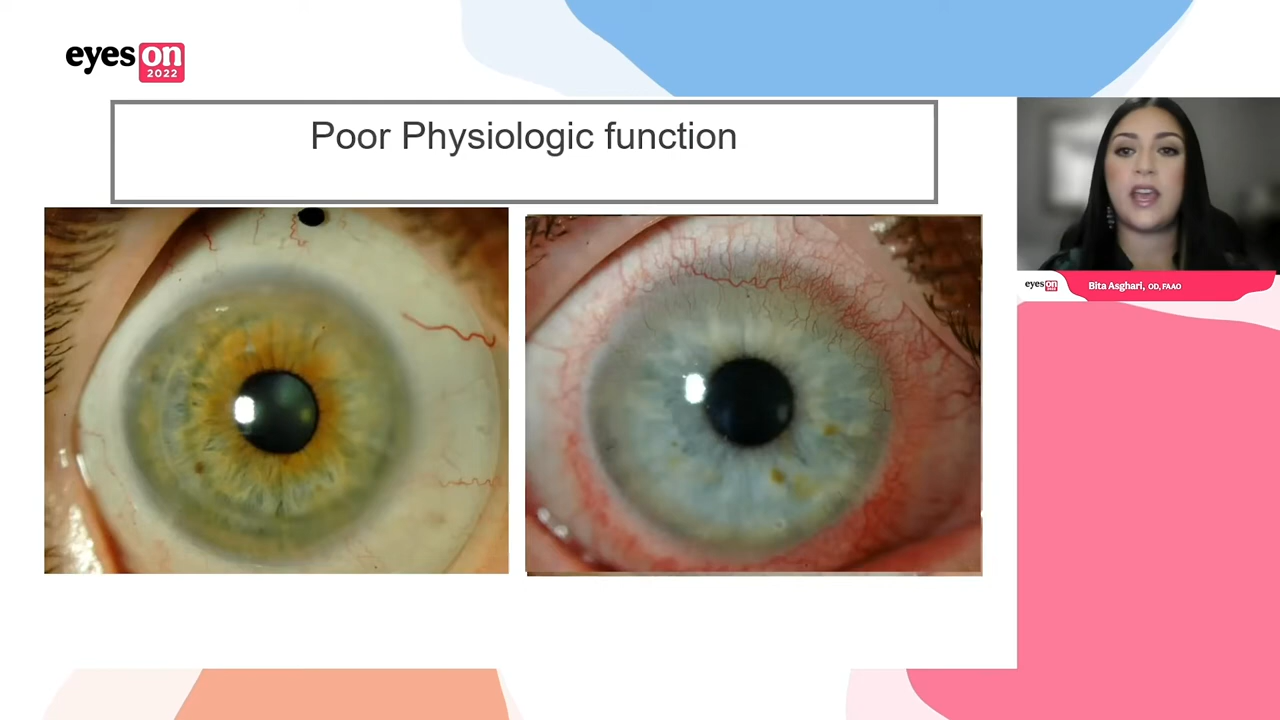 eyes on
2022
Poor Physiologic function
eyes on
Bita Asghari, OD, FAAO